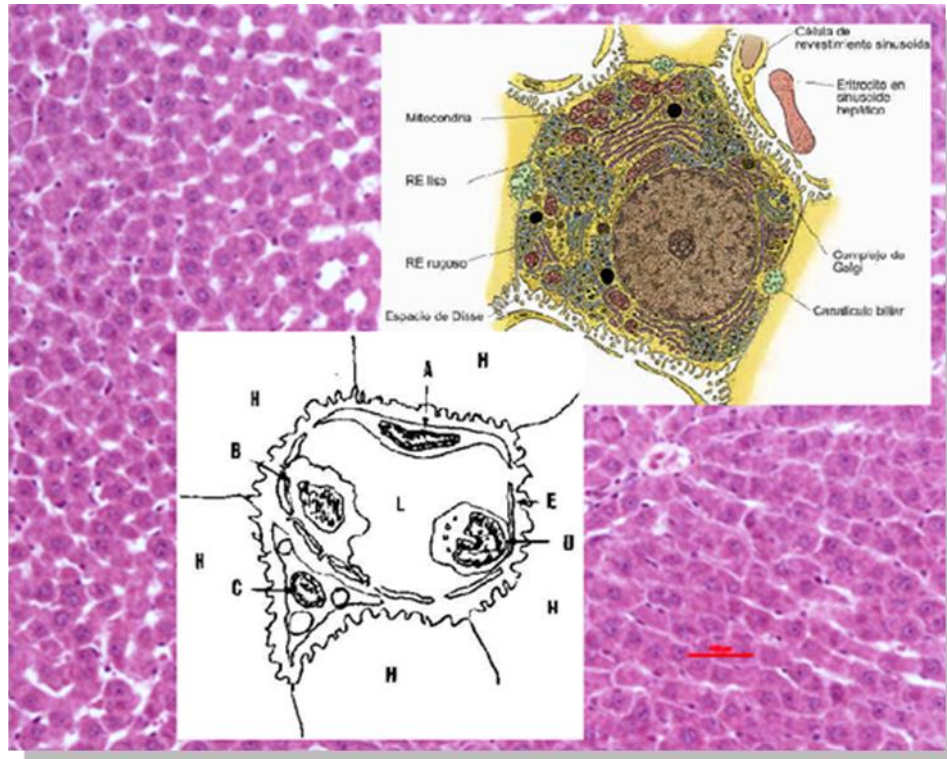 Célula de
revestimiento sinusoide
Eritrocito en
sinusoide
hepático
Mitocondria
RE liso
RE rugoso
Espacio de Disse
Complejo de
Golgi
Canalículo biliar
A
H
H
B
L
E
H
C
H
H